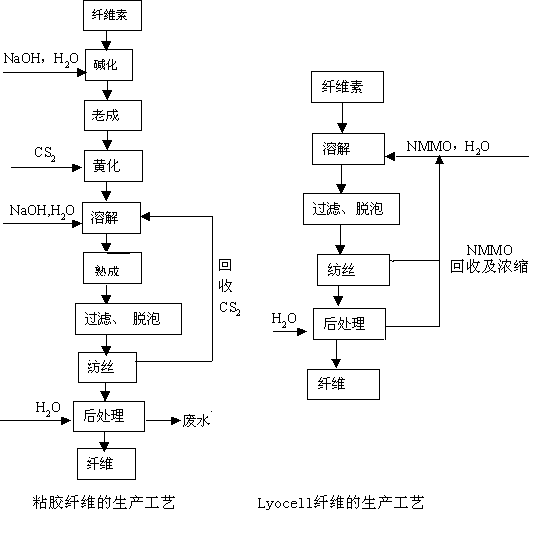 纤维素
NaOH, H2O
碱化
老成
CS2
黄化
NaOH,H2O
溶解
熟成
回
收
CS2
过滤、 脱泡
纺丝
H2O
后处理
废水
纤维
粘胶纤维的生产工艺
纤维素
溶解
NMMO, H2O
过滤、脱泡
纺丝
NMMO
回收及浓缩
H2O
后处理
纤维
Lyocell纤维的生产工艺